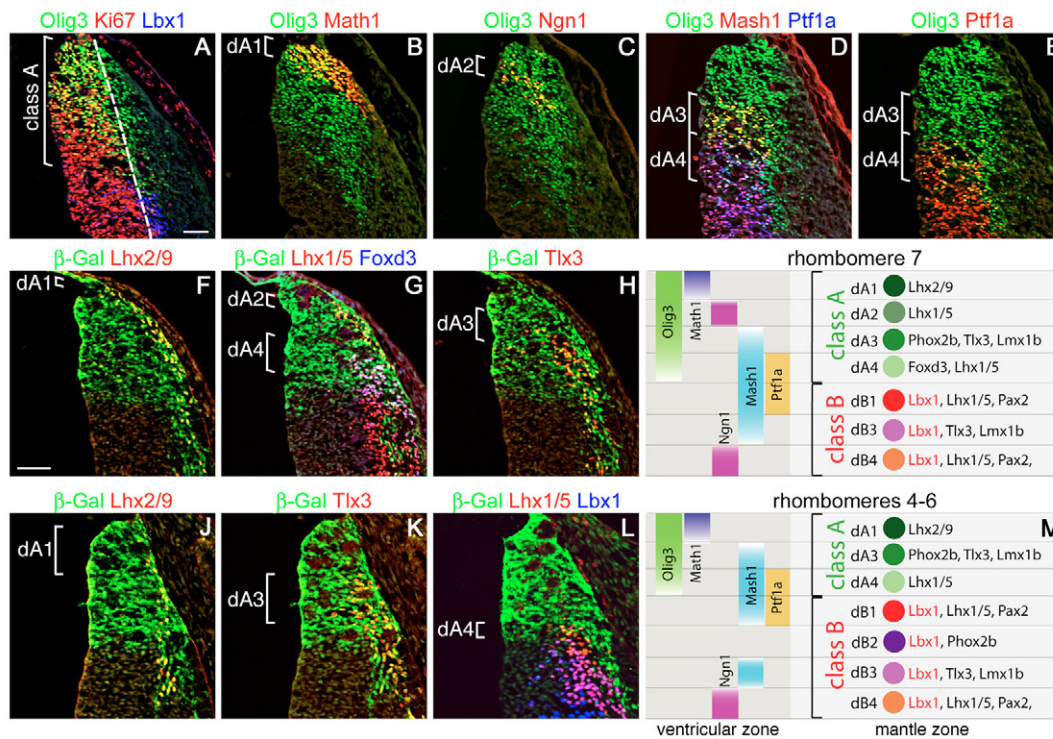 Olig3 Ki67 Lbx1
Olig3 Math1
Olig3 Ngn1
Olig3 Mash1 Ptf1a
Olig3 Ptf1a
A
class A
B
dA1
C
dA2
D
dA3
dA4
E
β-Gal Lhx2/9
β-Gal Lhx1/5 Foxd3
β-Gal Tlx3
F
dA1
G
dA2
dA4
H
dA3
rhombomere 7
Olig3
Math1
Ngn1
Mash1
Ptf1a
class A
dA1 Lhx2/9
dA2 Lhx1/5
dA3 Phox2b, Tlx3, Lmx1b
dA4 Foxd3, Lhx1/5
class B
dB1 Lbx1, Lhx1/5, Pax2
dB3 Lbx1, Tlx3, Lmx1b
dB4 Lbx1, Lhx1/5, Pax2,
β-Gal Lhx2/9
β-Gal Tlx3
β-Gal Lhx1/5 Lbx1
J
dA1
K
dA3
L
dA4
rhombomeres 4-6
M
Olig3
Math1
Mash1
Ptf1a
Ngn1
class A
dA1 Lhx2/9
dA3 Phox2b, Tlx3, Lmx1b
dA4 Lhx1/5
class B
dB1 Lbx1, Lhx1/5, Pax2
dB2 Lbx1, Phox2b
dB3 Lbx1, Tlx3, Lmx1b
dB4 Lbx1, Lhx1/5, Pax2,
ventricular zone
mantle zone